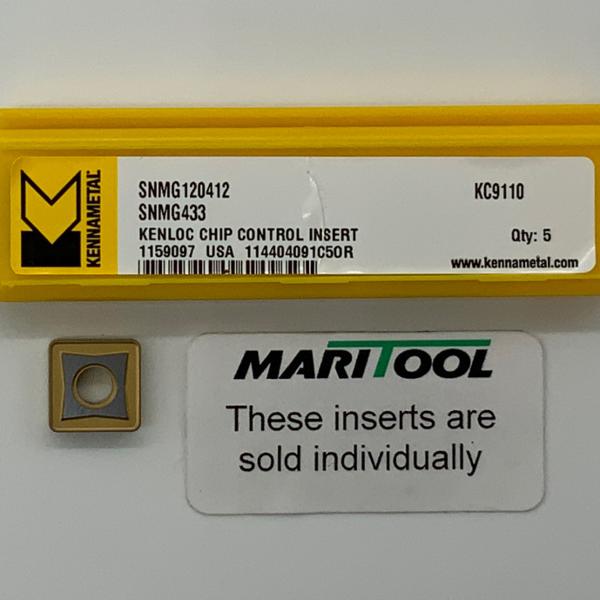 KENNAMETAL
SNMG120412
SNMG433
KC9110
KENLOC CHIP CONTROL INSERT
Qty: 5
1159097 USA 114404091C5OR
www.kennametal.com
MARITOOL
These inserts are
sold individually